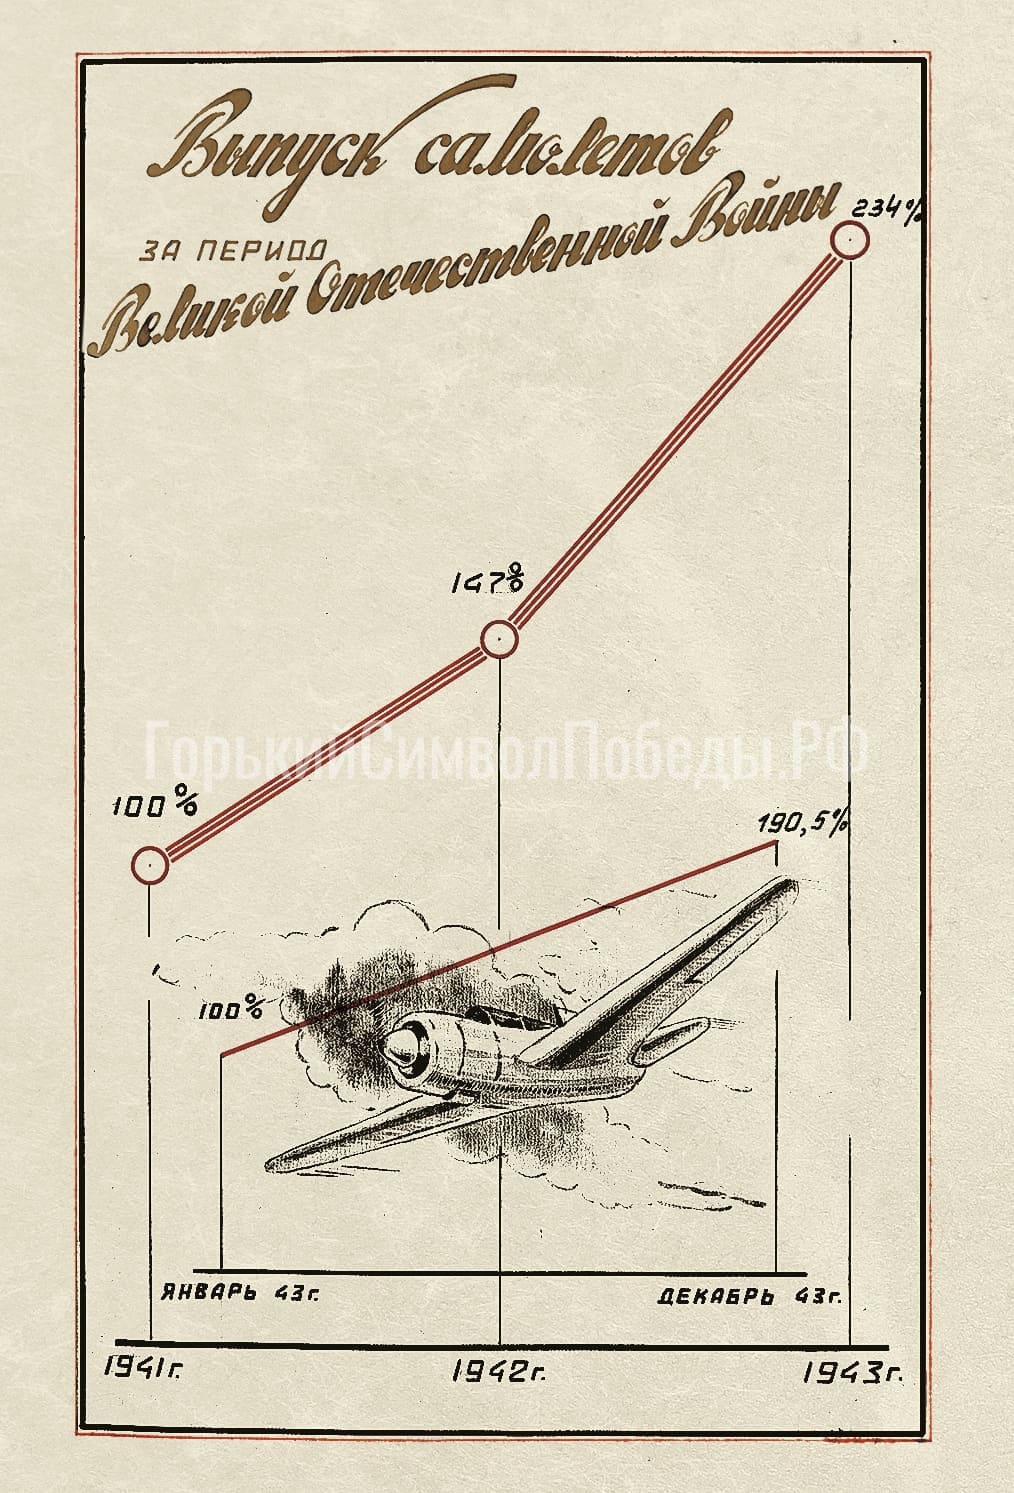 Выпуск самолетов
ЗА ПЕРИОД
Великой Отечественной Войны
234%
147%
ГорькийСимволПобеды.РФ
100%
190,5%
100%
ЯНВАРЬ 43г.
ДЕКАБРЬ 43г.
1941г.
1942г.
1943г.